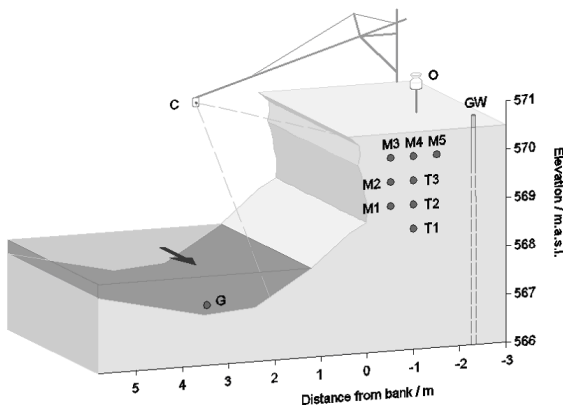 O
C
GW
571
M3 M4 M5
570
M2 T3
569
M1 T2
T1
568
G
567
566
Elevation / m.a.s.l.
5 4 3 2 1 0 -1 -2 -3
Distance from bank / m